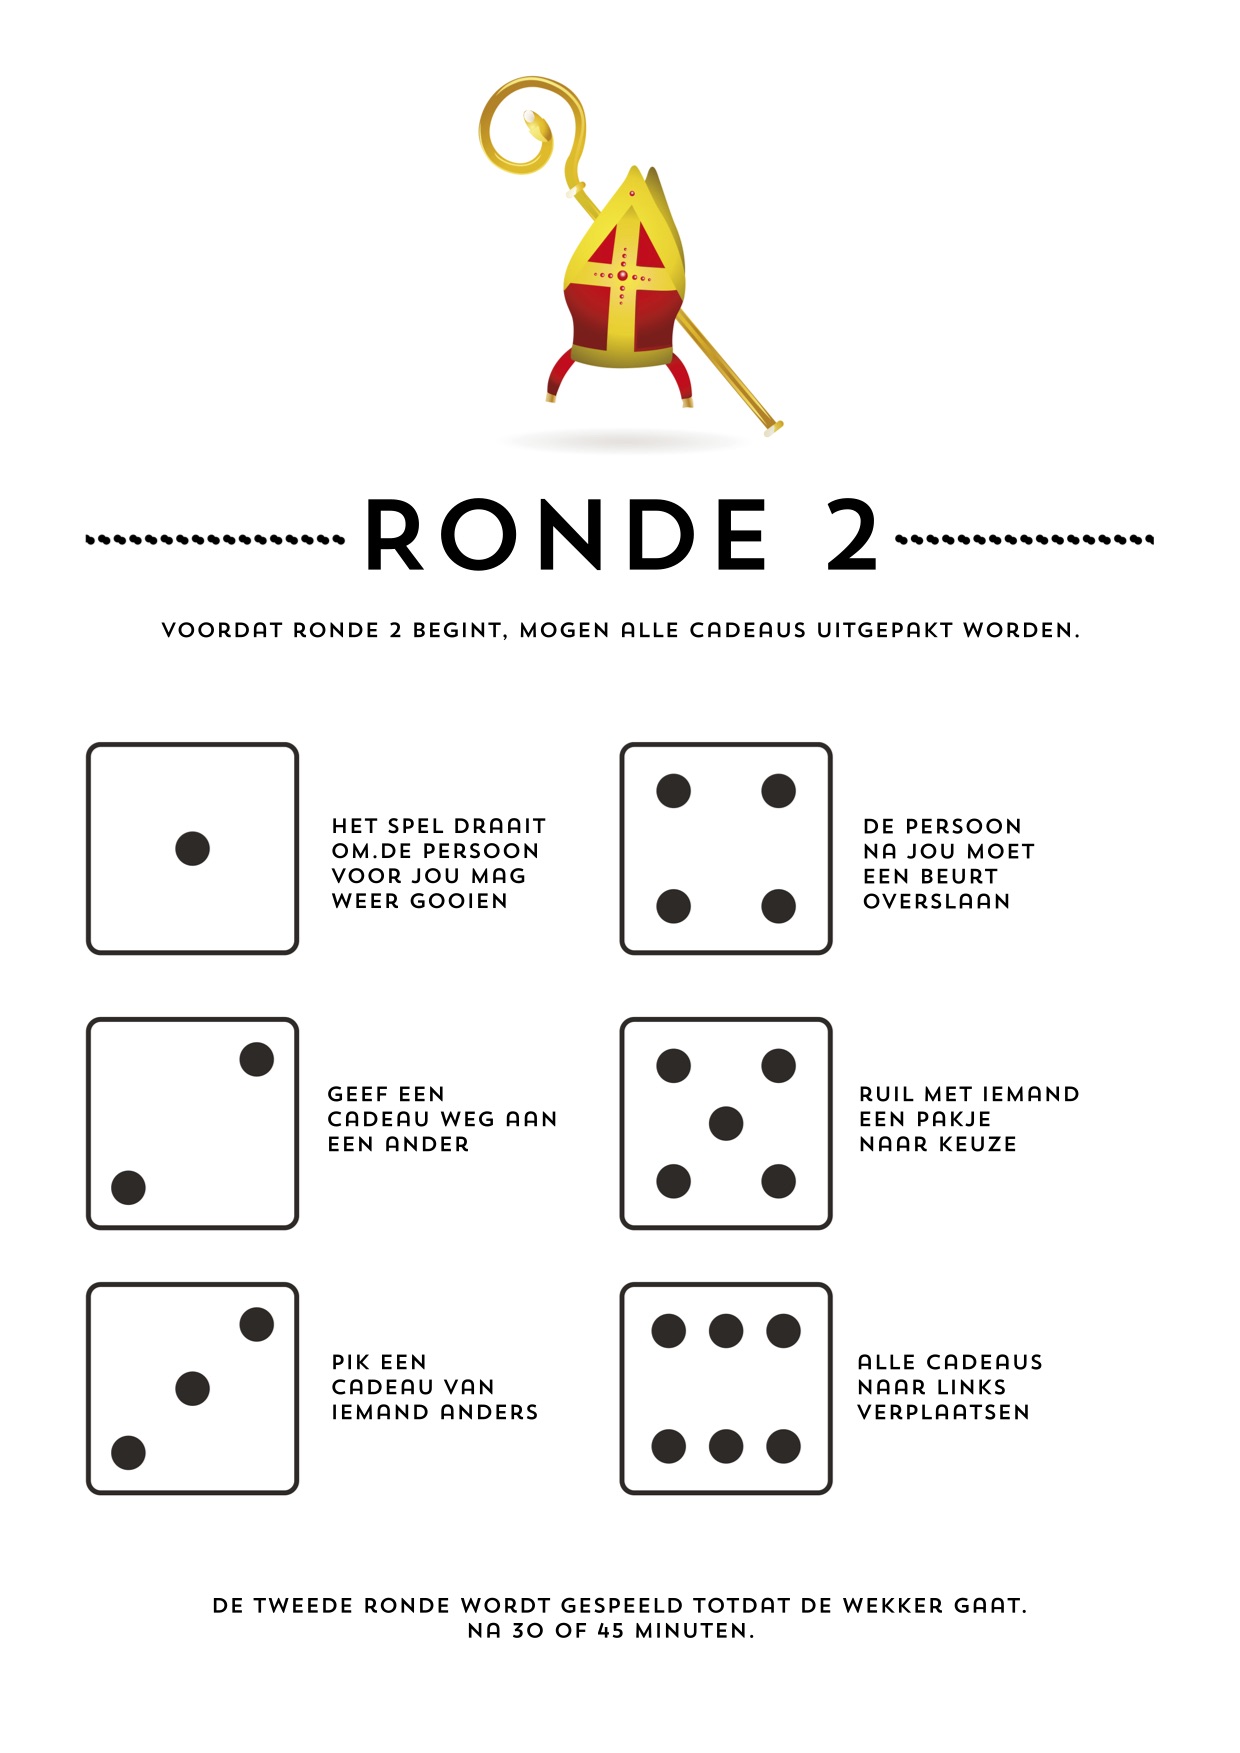 RONDE 2
VOORDAT RONDE 2 BEGINT, MOGEN ALLE CADEAUS UITGEPAKT WORDEN.
HET SPEL DRAAIT
OM.DE PERSOON
VOOR JOU MAG
WEER GOOIEN
DE PERSOON
NA JOU MOET
EEN BEURT
OVERSLAAN
GEEF EEN
CADEAU WEG AAN
EEN ANDER
RUIL MET IEMAND
EEN PAKJE
NAAR KEUZE
PIK EEN
CADEAU VAN
IEMAND ANDERS
ALLE CADEAUS
NAAR LINKS
VERPLAATSEN
DE TWEEDE RONDE WORDT GESPEELD TOTDAT DE WEKKER GAAT.
NA 30 OF 45 MINUTEN.